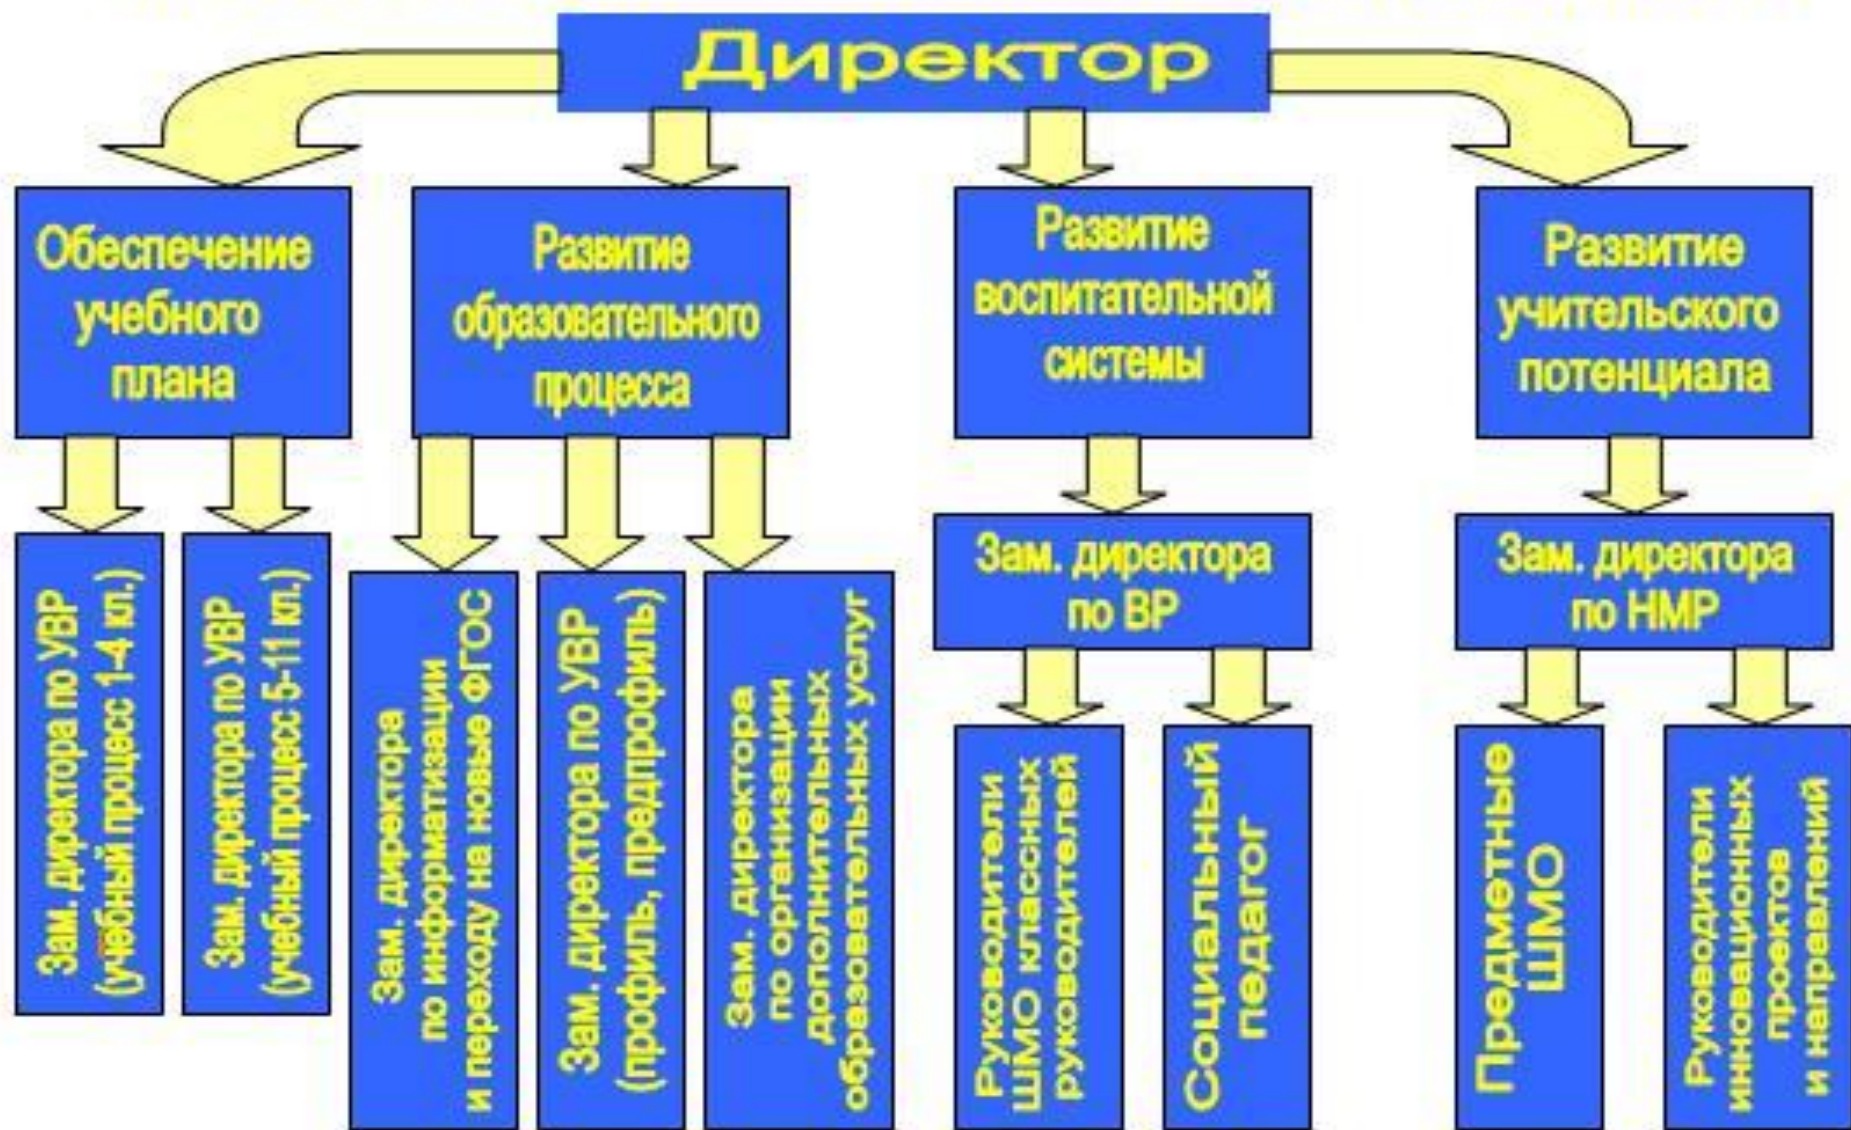 Директор
Обеспечение
учебного
плана
Развитие
образовательного
процесса
Развитие
воспитательной
системы
Развитие
учительского
потенциала
Зам. директора по УВР
(учебный процесс 1-4 кл.)
Зам. директора по УВР
(учебный процесс 5-11 кл.)
Зам. директора
по информатизации
и переходу на новые ФГОС
Зам. директора по УВР
(профиль, предпрофиль)
Зам. директора
по организации
дополнительных
образовательных услуг
Зам. директора
по ВР
Руководители
ШМО классных
руководителей
Социальный
педагог
Зам. директора
по НМР
Предметные
ШМО
Руководители
инновационных
проектов
и направлений